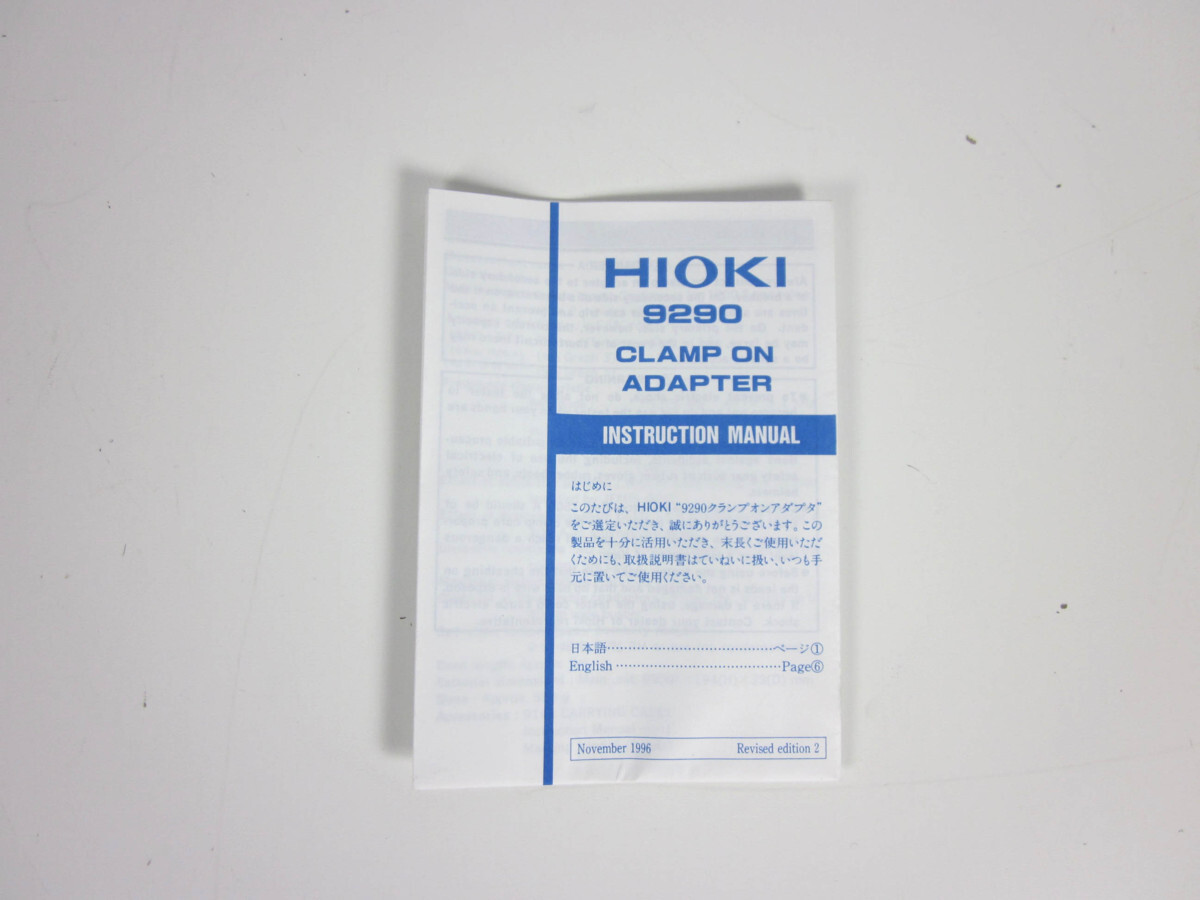 HIOKI
9290
CLAMP ON
ADAPTER
INSTRUCTION MANUAL
はじめに
このたびは、HIOKI “9290クランプオンアダプタ”
をご選定いただき、誠にありがとうございます。この
製品を十分に活用いただき、末長くご使用いただ
くためにも、取扱説明書はていねいに扱い、いつも手
元に置いてご使用ください。
日本語······································ページ①
English ······································Page⑥
November 1996 Revised edition 2